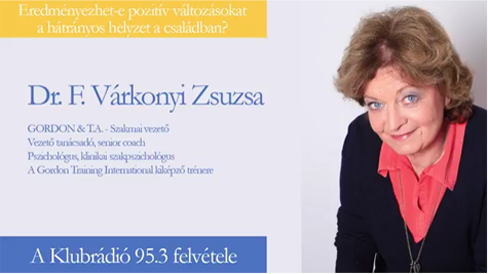 Eredményezhet-e pozitív változásokat
a hátrányos helyzet a családban?
Dr. F. Várkonyi Zsuzsa
GORDON & T.A. - Szakmai vezető
Vezető tanácsadó, senior coach
Pszichológus, klinikai szakpszichológus
A Gordon Training International kiképző trénere
A Klubrádió 95.3 felvétele